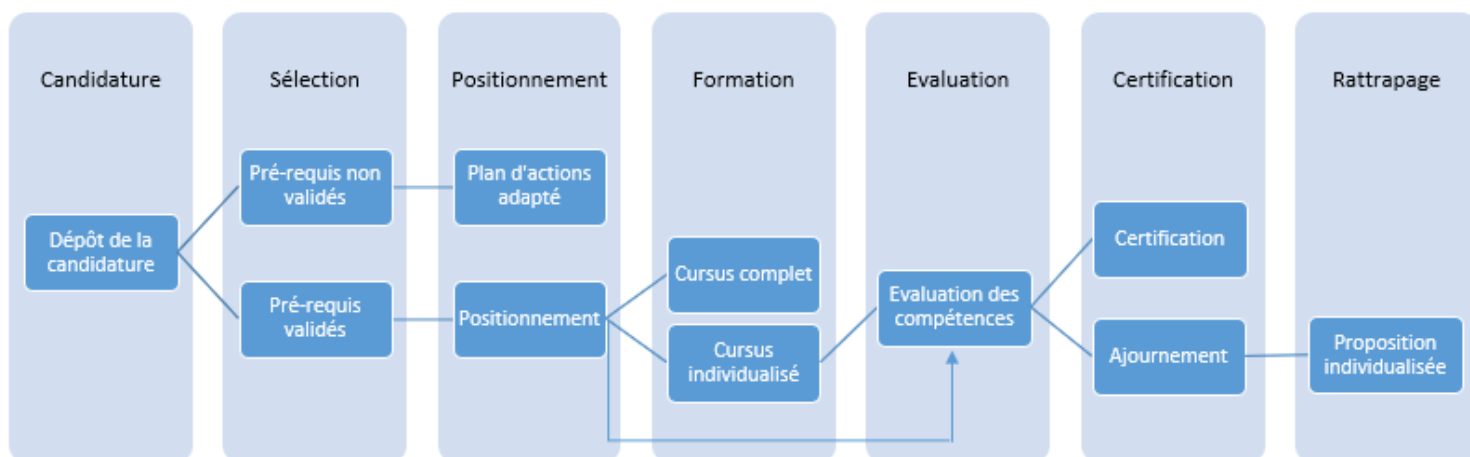 Candidature
Sélection
Positionnement
Formation
Evaluation
Certification
Rattrapage
Dépôt de la
candidature
Pré-requis non
validés
Pré-requis
validés
Plan d'actions
adapté
Positionnement
Cursus complet
Cursus
individualisé
Evaluation des
compétences
Certification
Ajournement
Proposition
individualisée